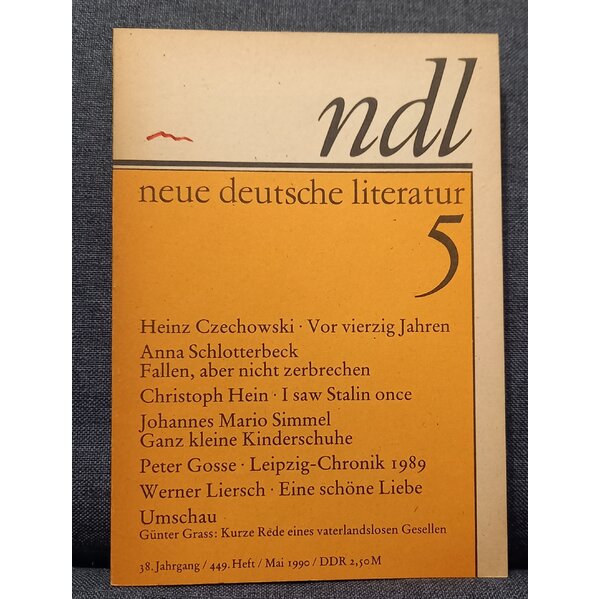 ndl
neue deutsche literatur
5
Heinz Czechowski · Vor vierzig Jahren
Anna Schlotterbeck
Fallen, aber nicht zerbrechen
Christoph Hein · I saw Stalin once
Johannes Mario Simmel
Ganz kleine Kinderschuhe
Peter Gosse · Leipzig-Chronik 1989
Werner Liersch · Eine schöne Liebe
Umschau
Günter Grass: Kurze Rede eines vaterlandslosen Gesellen
38. Jahrgang / 449. Heft / Mai 1990 / DDR 2,50 M